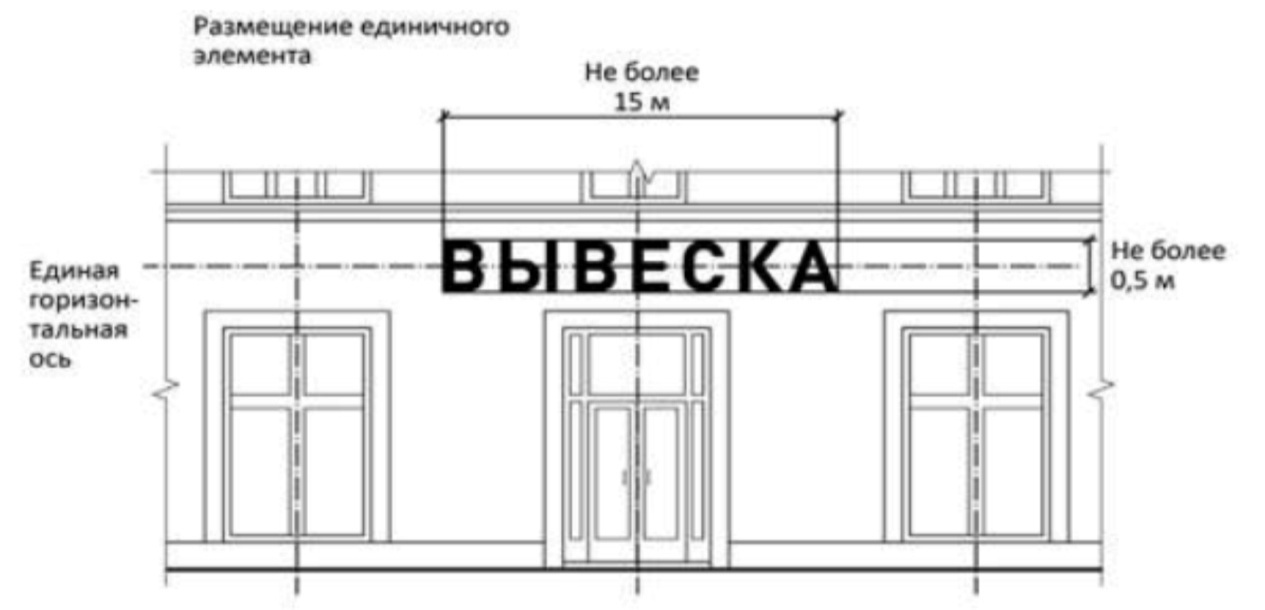 Размещение единичного
элемента
Не более
15 м
ВЫВЕСКА
Не более
0,5 м
Единая
горизон-
тальная
ось